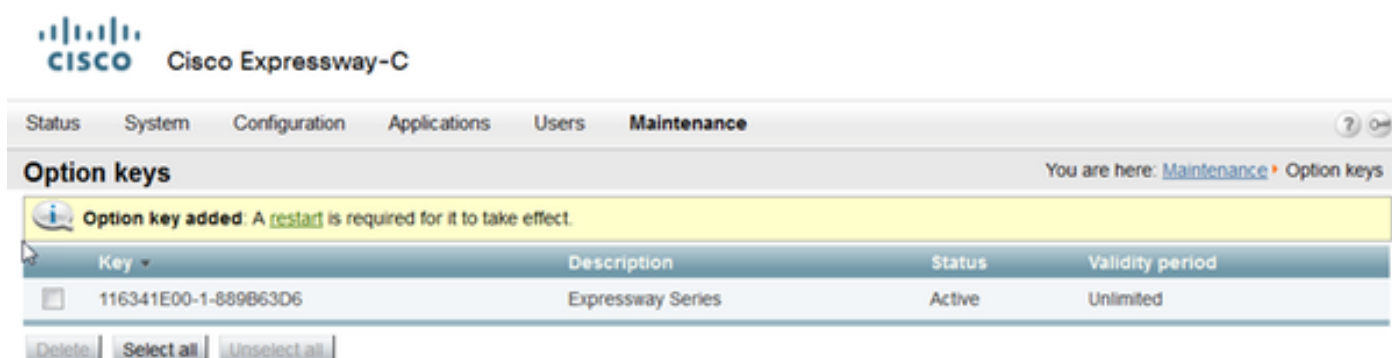 CISCO Cisco Expressway-C
Status System Configuration Applications Users Maintenance ?
Option keys You are here: Maintenance Option keys
i Option key added: A restart is required for it to take effect.
Key Description Status Validity period
116341E00-1-889B63D6 Expressway Series Active Unlimited
Delete Select all Unselect all